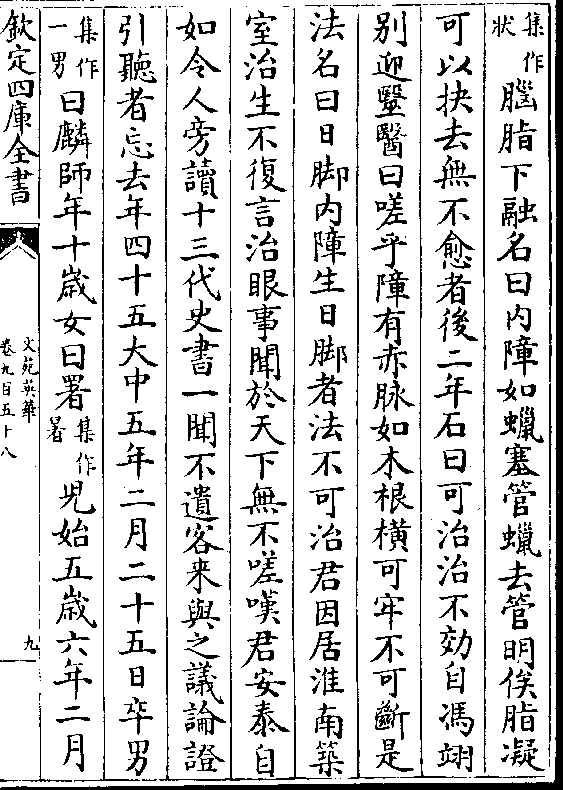 集作狀腦脂下融名曰内障如蠟塞管蠟去管明俟脂凝
可以抉去無不愈者後二年石曰可治治不効自馮翊
别迎毉醫曰嗟乎障有赤脉如木根横可牢不可斷是
法名曰日脚内障生日脚者法不可治君因居淮南築
室治生不復言治眼事聞於天下無不嗟嘆君安泰自
如令人旁讀十三代史書一聞不遺客来與之議論證
引聽者忘去年四十五大中五年二月二十五日卒男
集作一男曰麟師年十歳女曰署集作暑児始五歳六年二月
欽定四庫全書
文苑英華
卷九百五十八
九